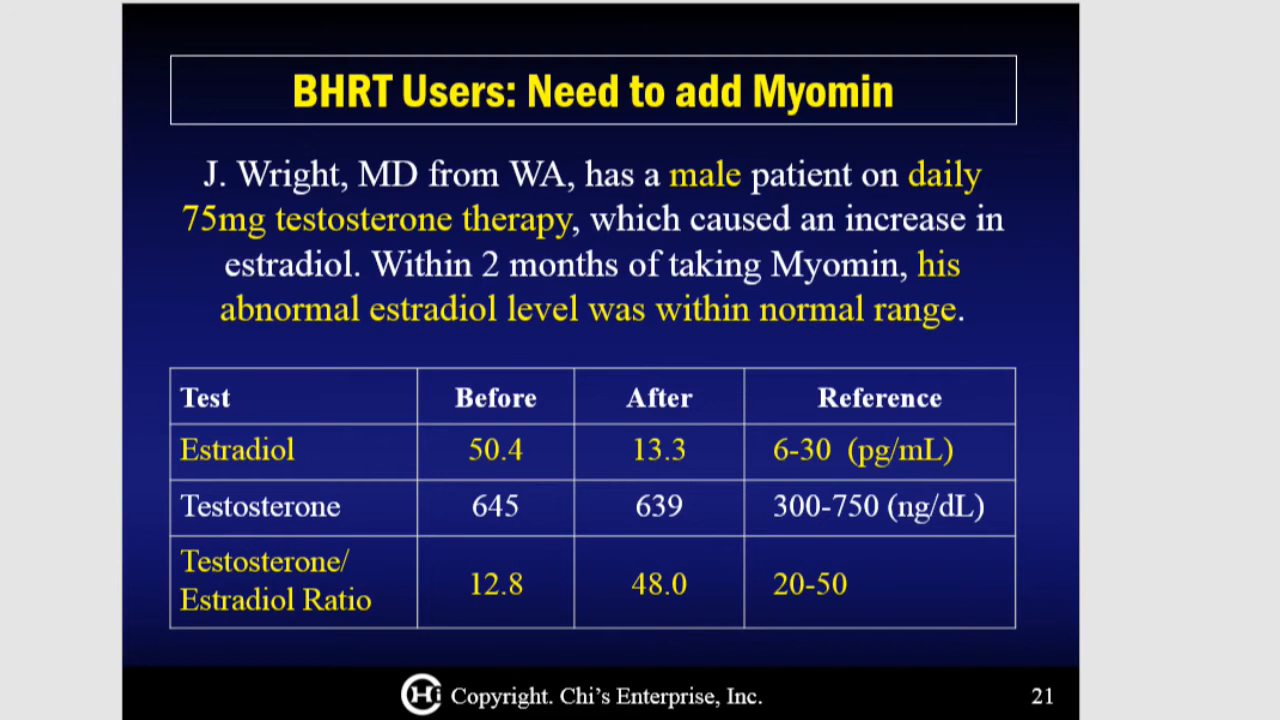 BHRT Users: Need to add Myomin
J. Wright, MD from WA, has a male patient on daily
75mg testosterone therapy, which caused an increase in
estradiol. Within 2 months of taking Myomin, his
abnormal estradiol level was within normal range.
Test Before After Reference
Estradiol 50.4 13.3 6-30 (pg/mL)
Testosterone 645 639 300-750 (ng/dL)
Testosterone/
Estradiol Ratio 12.8 48.0 20-50
CHi Copyright. Chi's Enterprise, Inc. 21